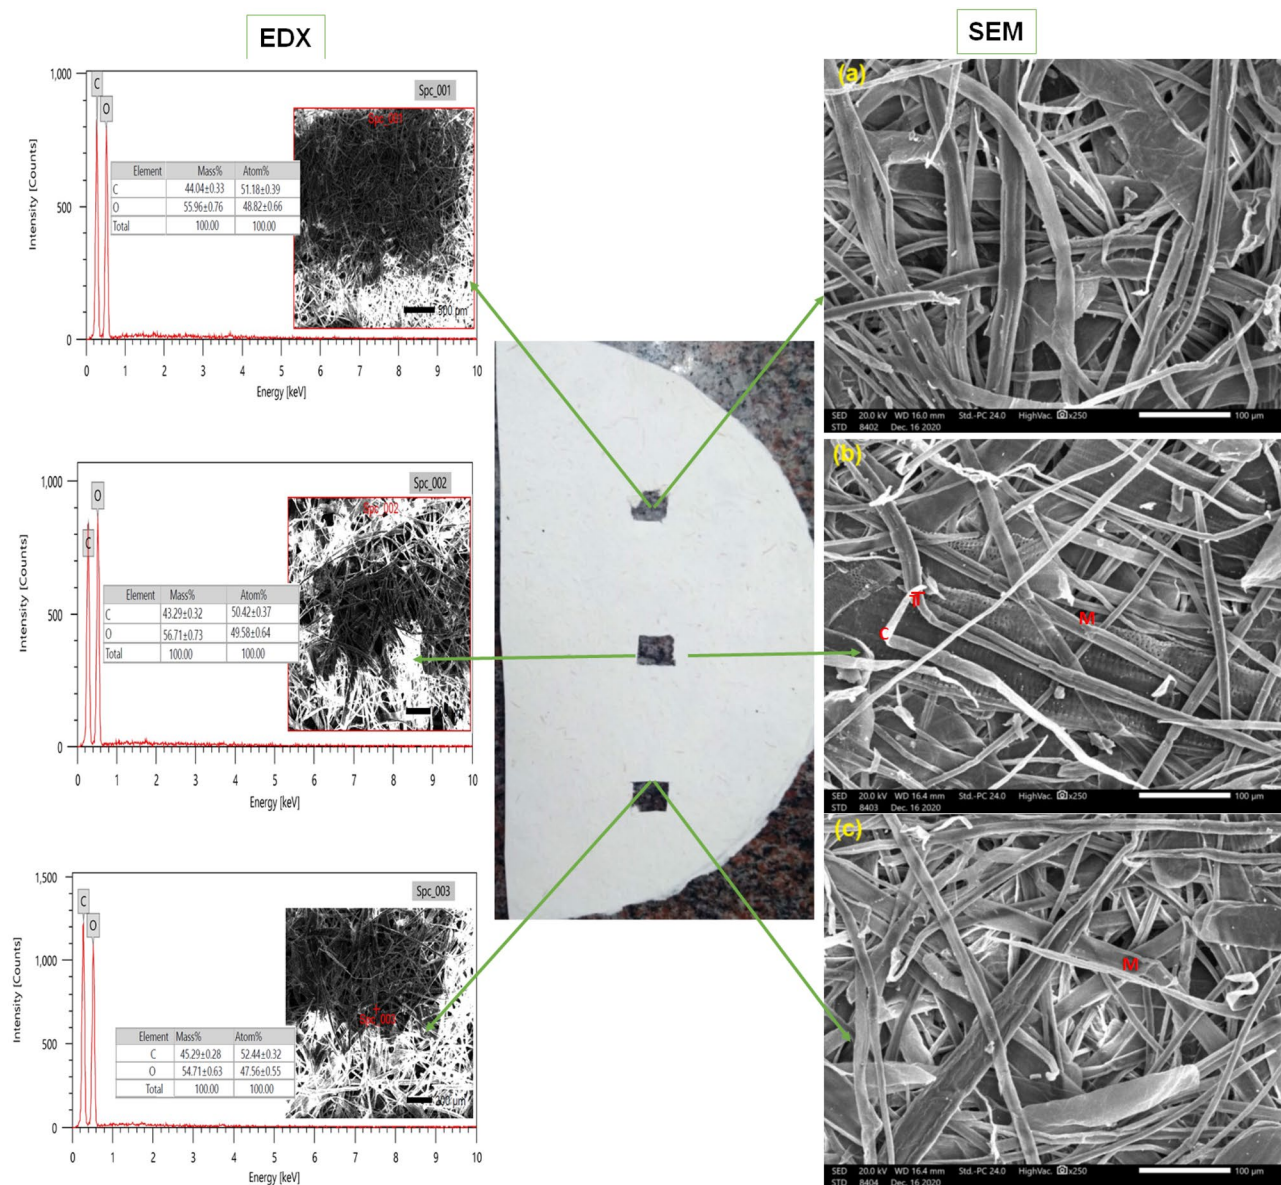 EDX
SEM
Spc_001
C
O
1,000
500
0
Intensity [Counts]
Element Mass% Atom%
C 44.04±0.33 51.18±0.39
O 55.96±0.76 48.82±0.66
Total 100.00 100.00
Spc_001
500 µm
0 1 2 3 4 5 6 7 8 9 10
Energy [keV]
(a)
SED 20.0 kV WD 16.0 mm Std.-PC 24.0 HighVac. x250 100 µm
STD 8402 Dec. 16 2020
Spc_002
O
C
1,000
500
0
Intensity [Counts]
Element Mass% Atom%
C 43.29±0.32 50.42±0.37
O 56.71±0.73 49.58±0.64
Total 100.00 100.00
Spc_002
0 1 2 3 4 5 6 7 8 9 10
Energy [keV]
(b)
T
M
C
SED 20.0 kV WD 16.4 mm Std.-PC 24.0 HighVac. x250 100 µm
STD 8403 Dec. 16 2020
Spc_003
C
O
1,500
1,000
500
0
Intensity [Counts]
Element Mass% Atom%
C 45.29±0.28 52.44±0.32
O 54.71±0.63 47.56±0.55
Total 100.00 100.00
200 µm
0 1 2 3 4 5 6 7 8 9 10
Energy [keV]
(c)
M
SED 20.0 kV WD 16.4 mm Std.-PC 24.0 HighVac. x250 100 µm
STD 8404 Dec. 16 2020